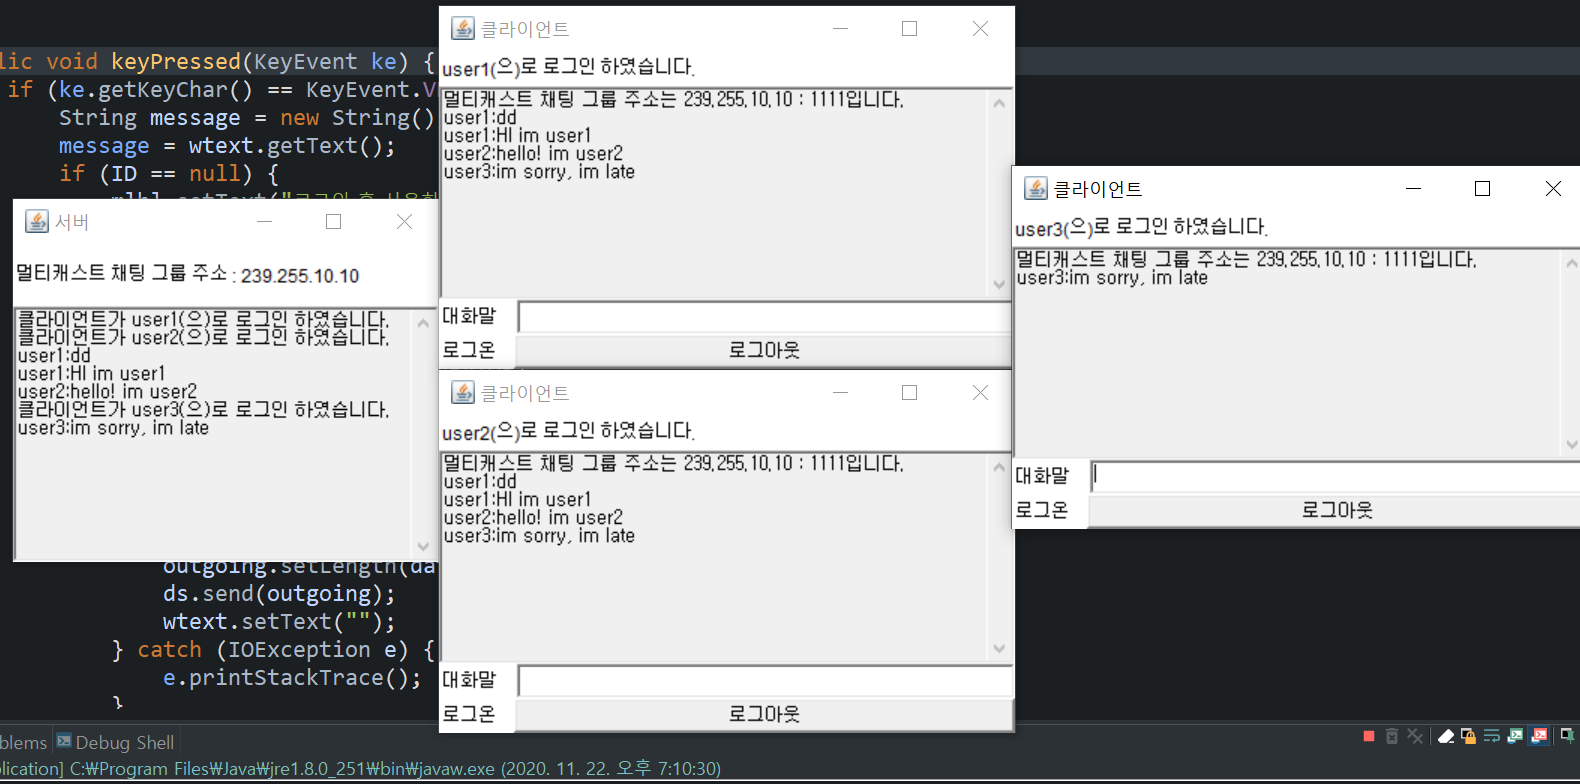 lic void keyPressed(KeyEvent ke) {
if (ke.getKeyChar() == KeyEvent.V
String message = new String()
message = wtext.getText();
if (ID == null) {
서버
멀티캐스트 채팅 그룹 주소 : 239.255.10.10
클라이언트가 user1(으)로 로그인 하였습니다.
클라이언트가 user2(으)로 로그인 하였습니다.
user1:dd
user1:HI im user1
user2:hello! im user2
클라이언트가 user3(으)로 로그인 하였습니다.
user3:im sorry, im late
클라이언트
user1(으)로 로그인 하였습니다.
멀티캐스트 채팅 그룹 주소는 239.255.10.10 : 1111입니다.
user1:dd
user1:HI im user1
user2:hello! im user2
user3:im sorry, im late
대화말
로그온 로그아웃
클라이언트
user2(으)로 로그인 하였습니다.
멀티캐스트 채팅 그룹 주소는 239.255.10.10 : 1111입니다.
user1:dd
user1:HI im user1
user2:hello! im user2
user3:im sorry, im late
대화말
로그온 로그아웃
클라이언트
user3(으)로 로그인 하였습니다.
멀티캐스트 채팅 그룹 주소는 239.255.10.10 : 1111입니다.
user3:im sorry, im late
대화말
로그온 로그아웃
outgoing.setLength(da
ds.send(outgoing);
wtext.setText("");
} catch (IOException e) {
e.printStackTrace();
}
blems Debug Shell
plication] C:₩Program Files₩Java₩jre1.8.0_251₩bin₩javaw.exe (2020. 11. 22. 오후 7:10:30)